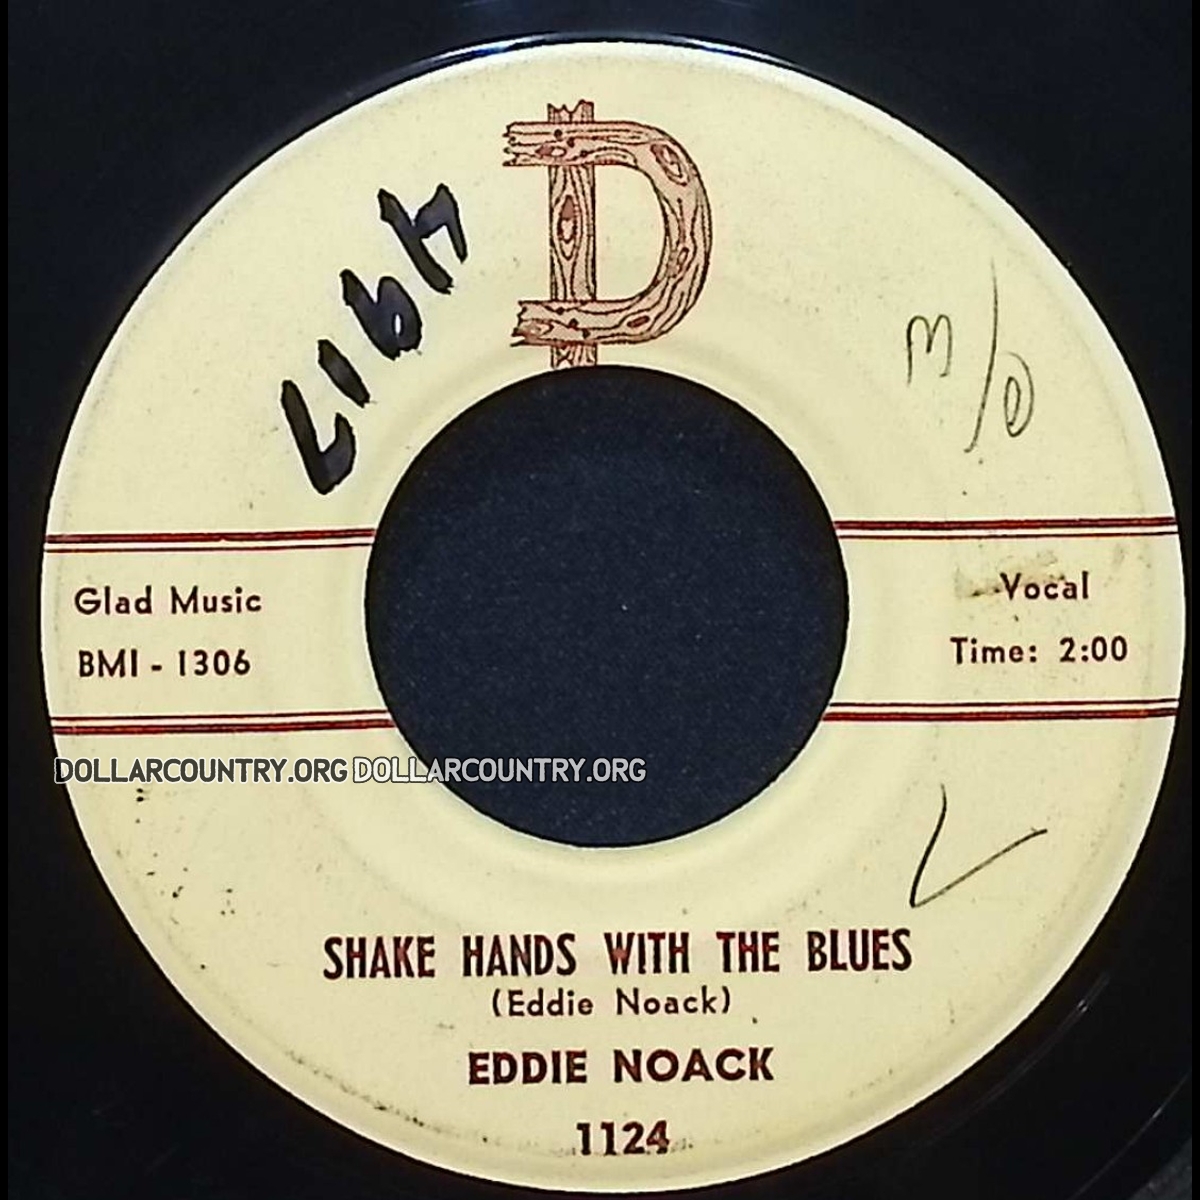 D
M/D
Glad Music
BMI - 1306
Vocal
Time: 2:00
DOLLARCOUNTRY.ORG DOLLARCOUNTRY.ORG
SHAKE HANDS WITH THE BLUES
(Eddie Noack)
EDDIE NOACK
1124